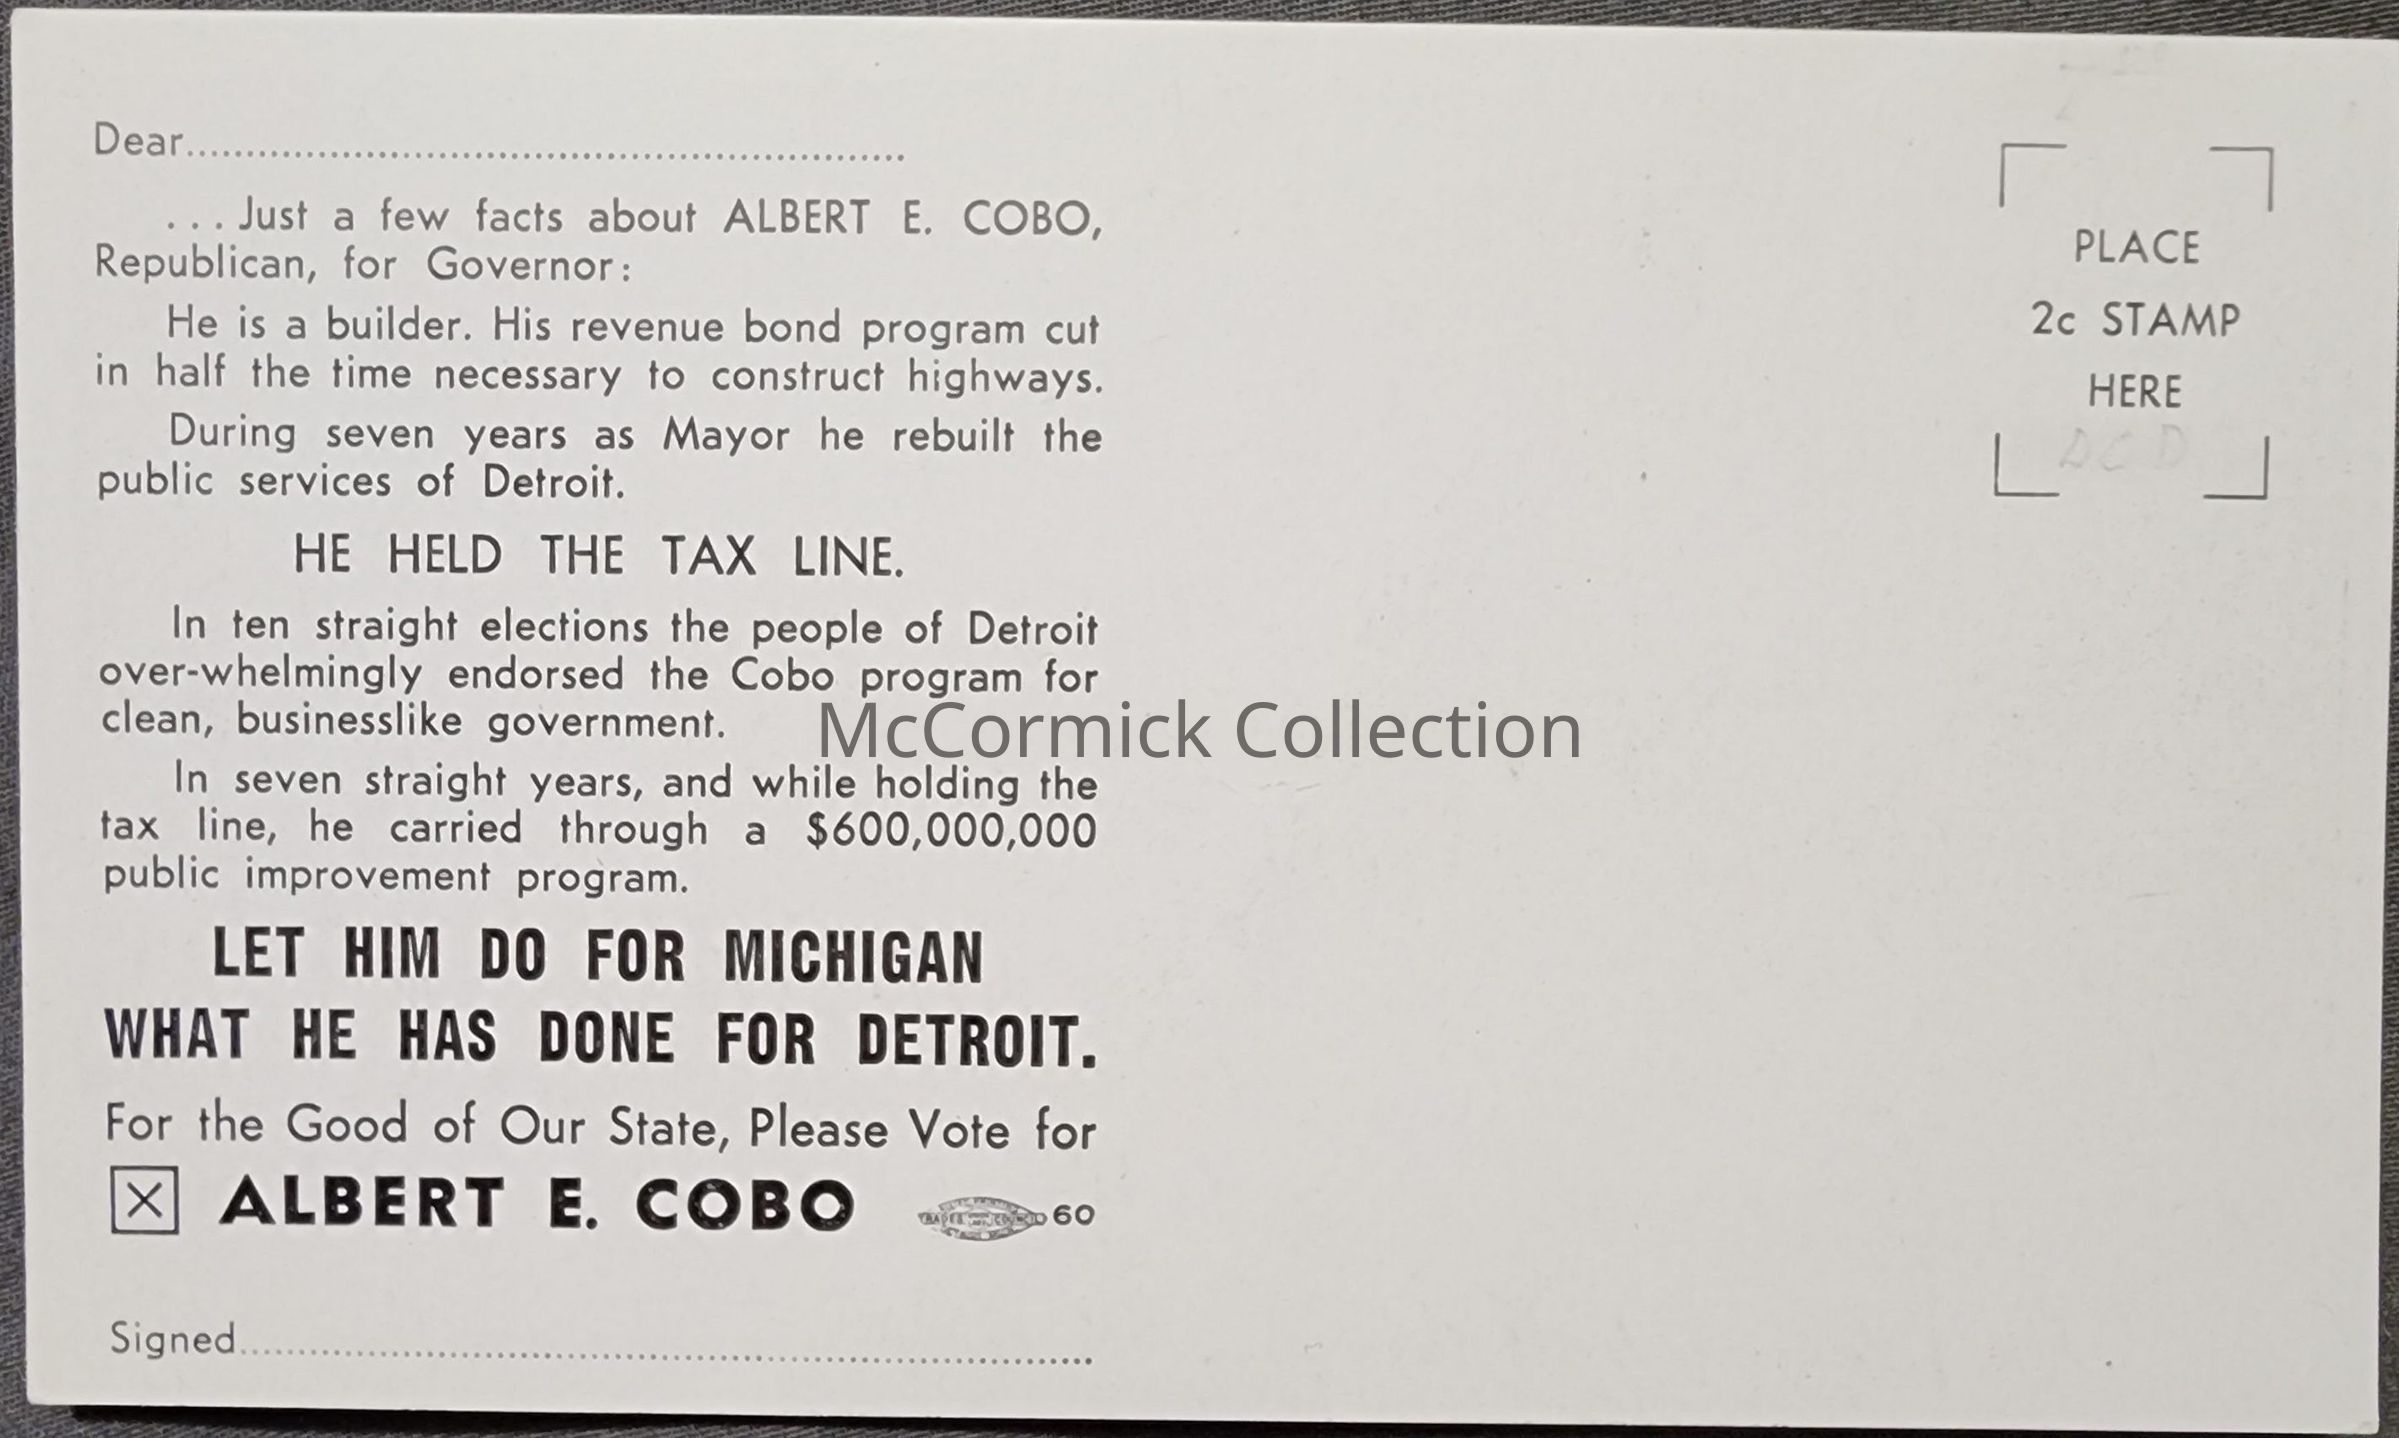 Dear
... Just a few facts about ALBERT E. COBO,
Republican, for Governor:
He is a builder. His revenue bond program cut
in half the time necessary to construct highways.
During seven years as Mayor he rebuilt the
public services of Detroit.
HE HELD THE TAX LINE.
In ten straight elections the people of Detroit
over-whelmingly endorsed the Cobo program for
clean, businesslike government.
In seven straight years, and while holding the
tax line, he carried through a $600,000,000
public improvement program.
LET HIM DO FOR MICHIGAN
WHAT HE HAS DONE FOR DETROIT.
For the Good of Our State, Please Vote for
☒ ALBERT E. COBO
TRADES COUNCIL 60
Signed
PLACE
2c STAMP
HERE
DCD
McCormick Collection